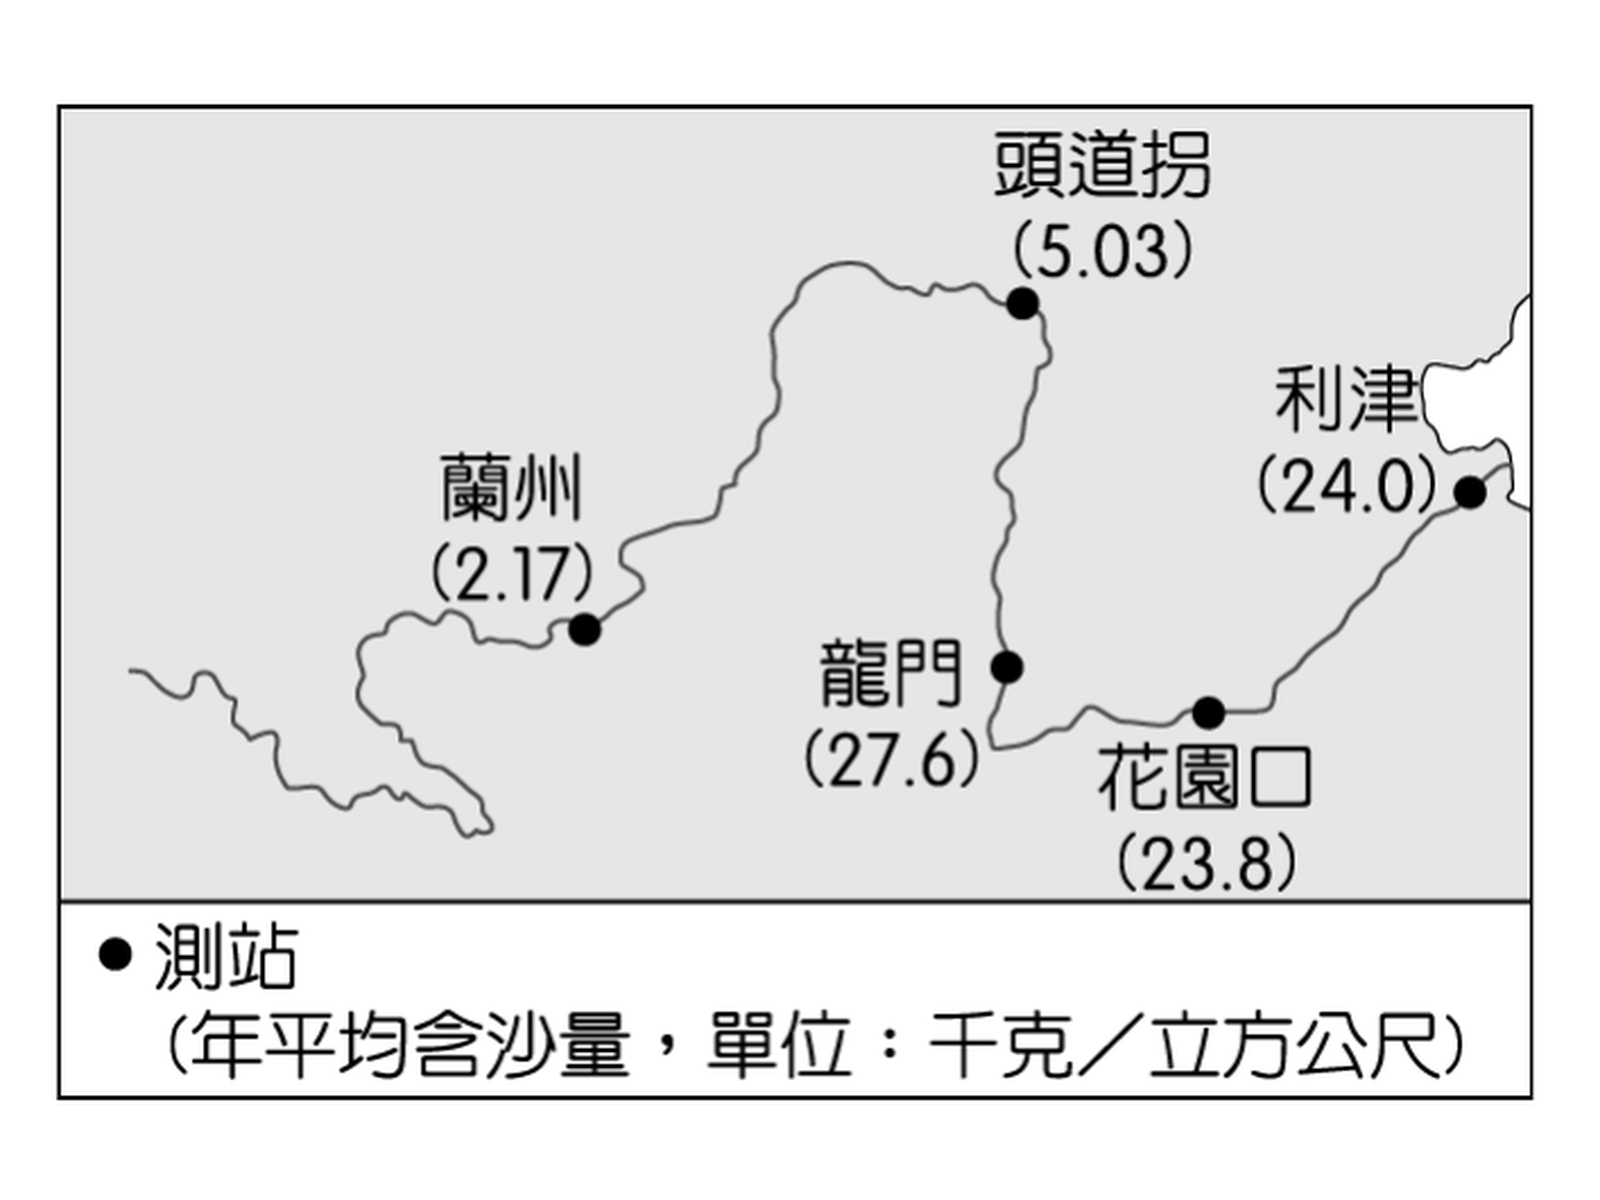 頭道拐
(5.03)
利津
(24.0)
蘭州
(2.17)
龍門
(27.6)
花園口
(23.8)
測站
(年平均含沙量，單位：千克／立方公尺)